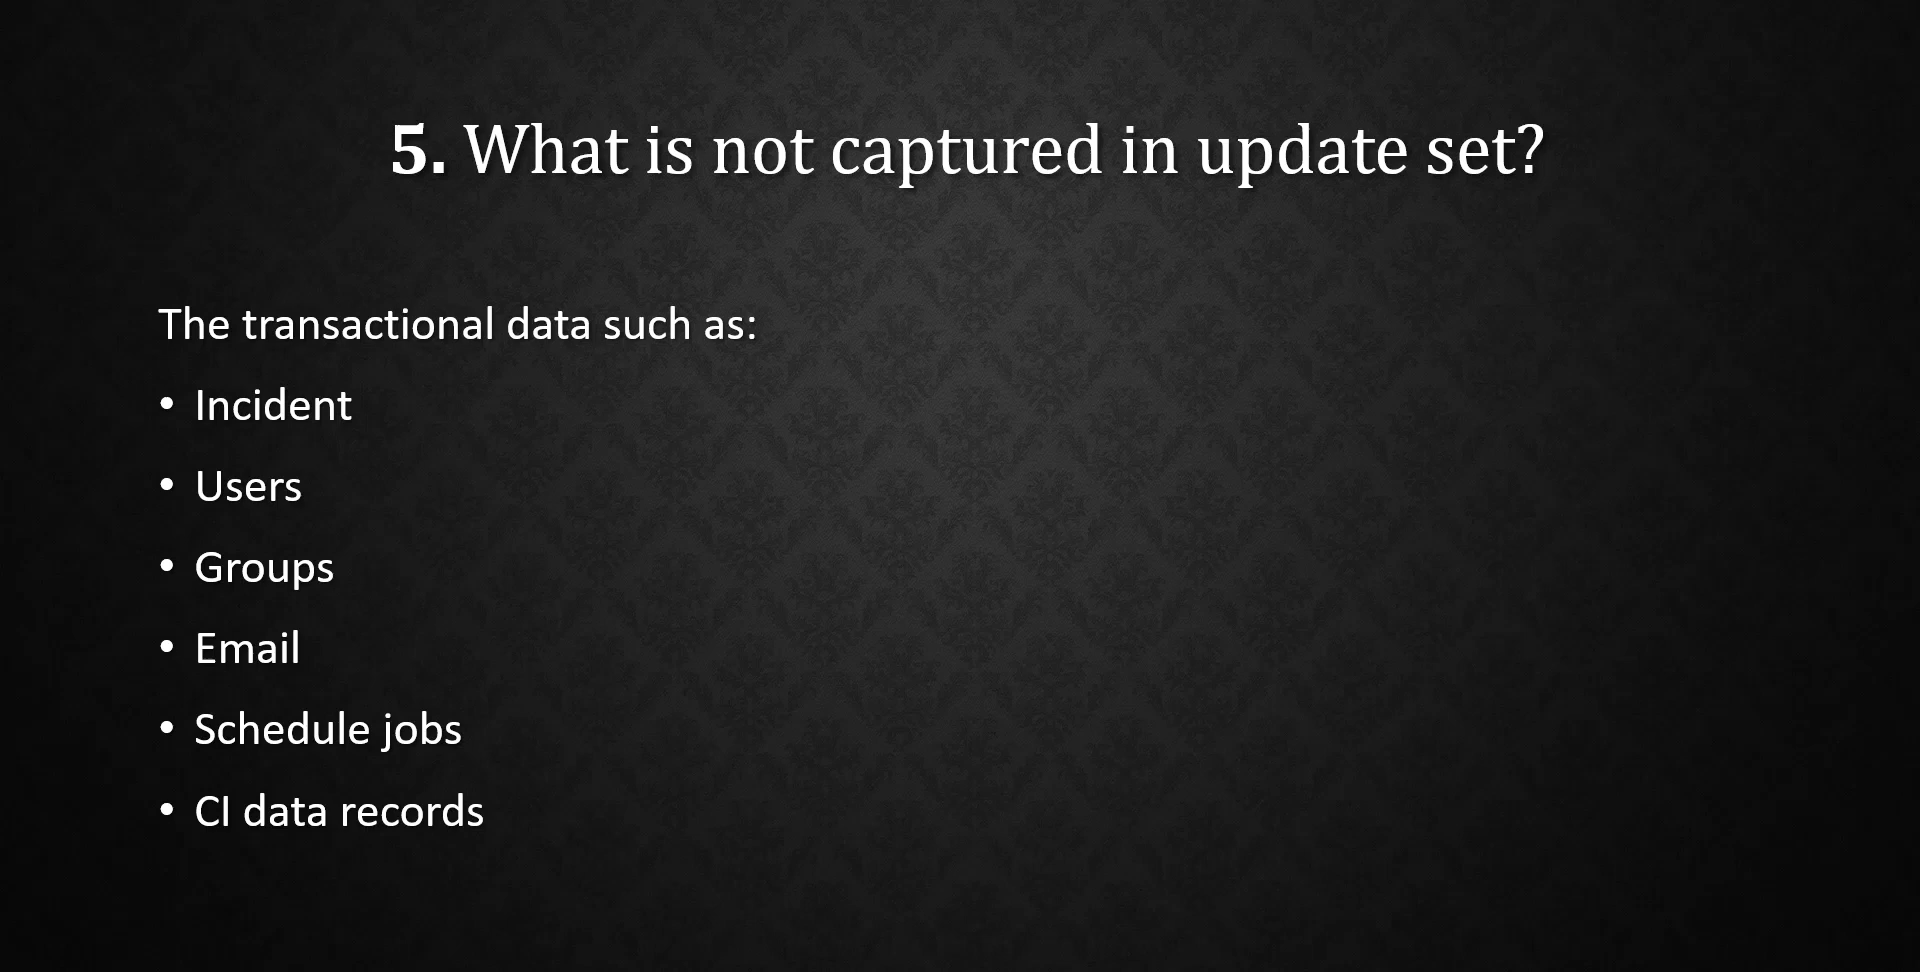 5. What is not captured in update set?
The transactional data such as:
• Incident
• Users
• Groups
• Email
• Schedule jobs
• CI data records